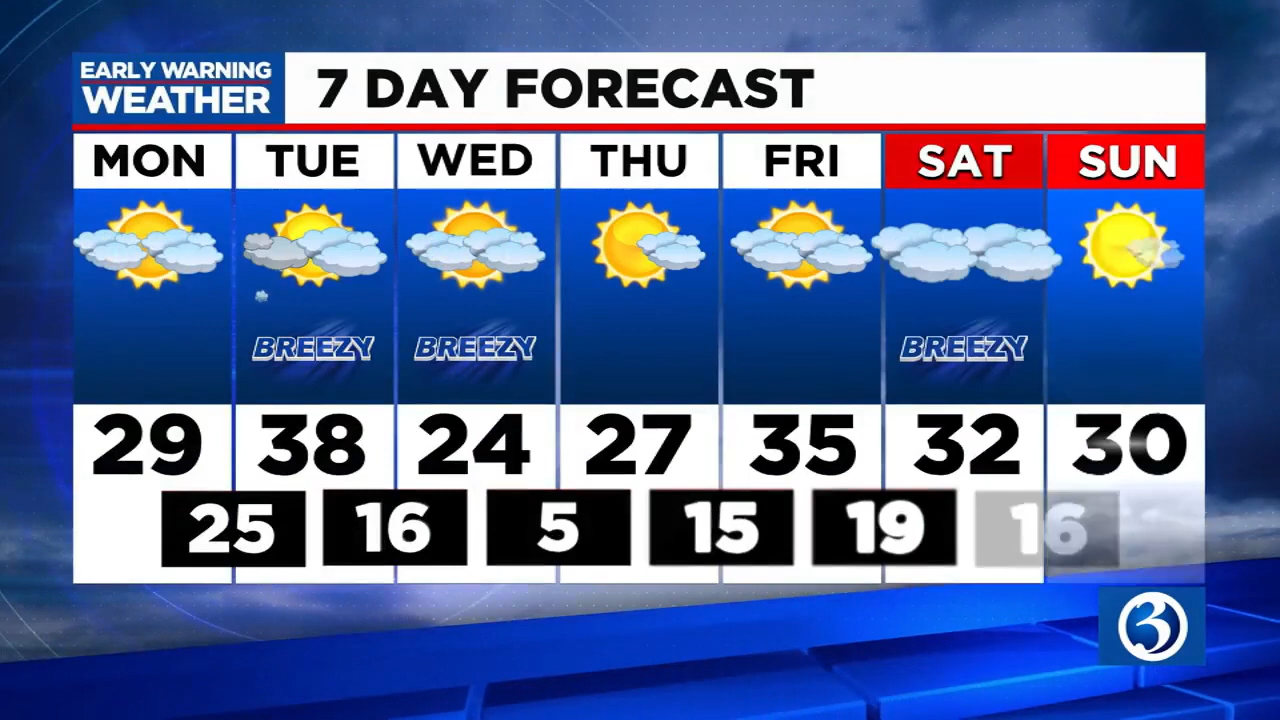 EARLY WARNING
WEATHER
7 DAY FORECAST
MON TUE WED THU FRI SAT SUN
BREEZY BREEZY BREEZY
29 38 24 27 35 32 30
25 16 5 15 19 16
3